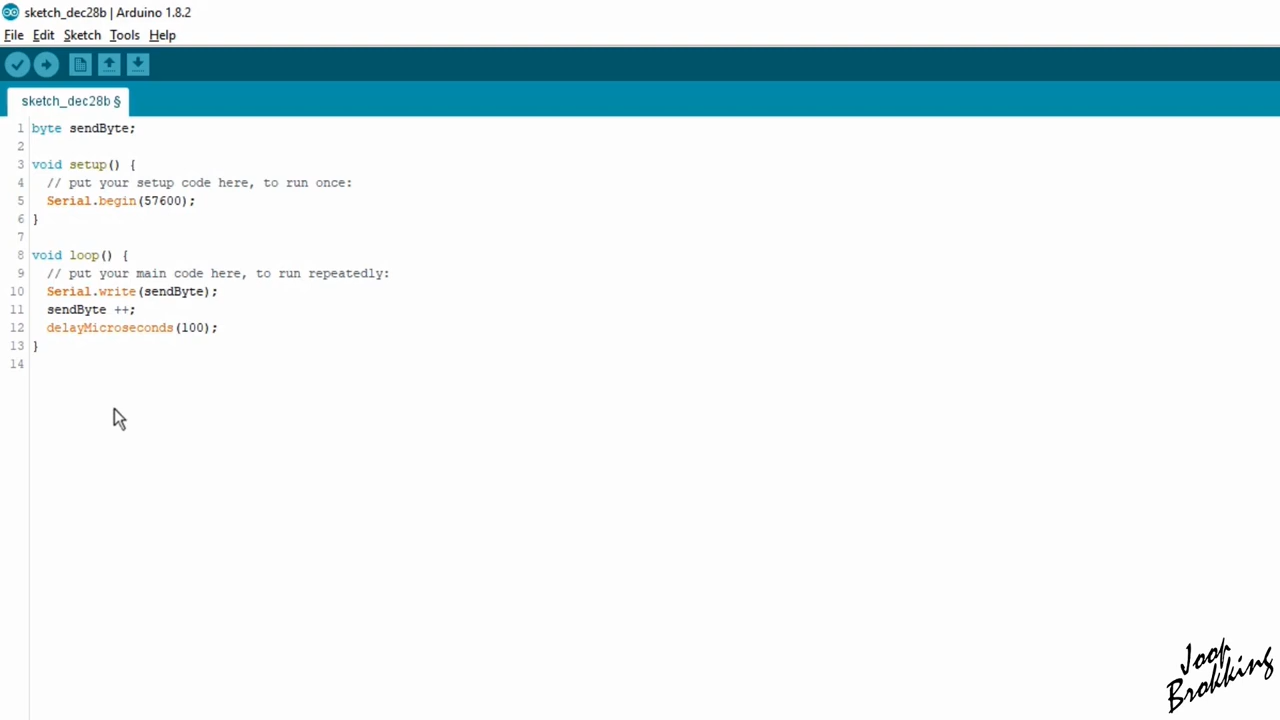 sketch_dec28b | Arduino 1.8.2
File Edit Sketch Tools Help
sketch_dec28b §
1 byte sendByte;
2
3 void setup() {
4   // put your setup code here, to run once:
5   Serial.begin(57600);
6 }
7
8 void loop() {
9   // put your main code here, to run repeatedly:
10   Serial.write(sendByte);
11   sendByte ++;
12   delayMicroseconds(100);
13 }
14
Joop
Brokking